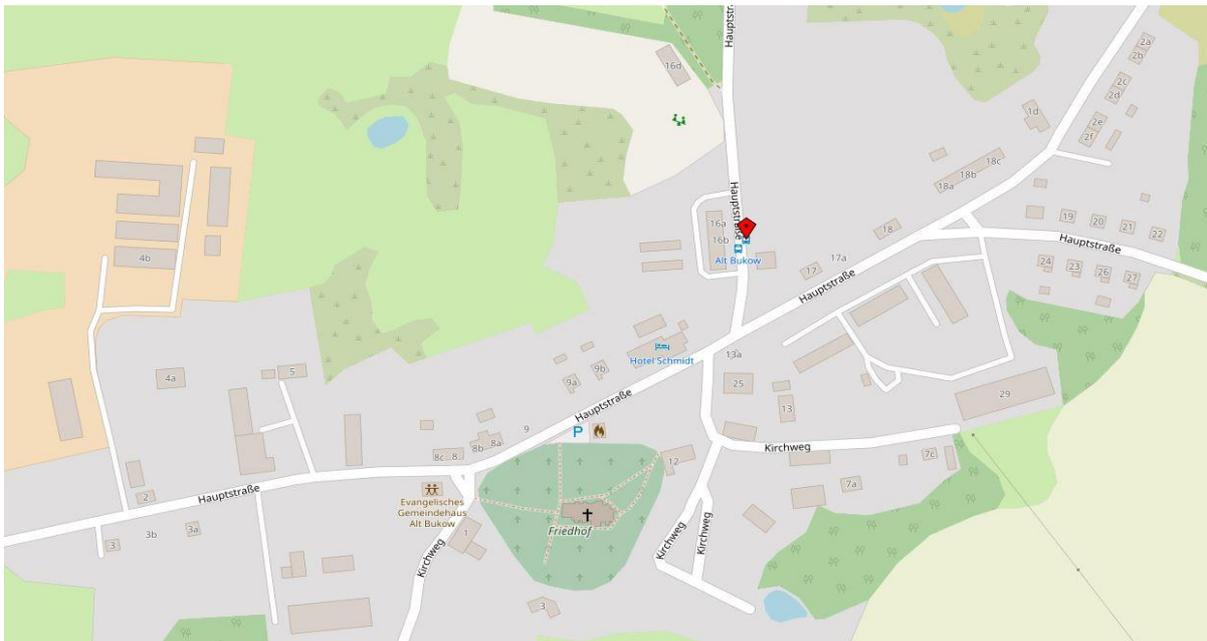 Hauptstraße
2a
2b
16d
2c
2d
1d
2e
2f
18c
18b
18a
Hauptstraße
16a
16b
19
20
21
22
18
Hauptstraße
4b
Alt Bukow
17a
17
24
23
26
27
Hauptstraße
Hotel Schmidt
13a
5
4a
9b
9a
25
29
13
Hauptstraße
9
P
8a
8b
8c
8
Kirchweg
7c
12
7a
Hauptstraße
2
Evangelisches
Gemeindehaus
Alt Bukow
3b
3a
3
1
Friedhof
Kirchweg
Kirchweg
Kirchweg
3